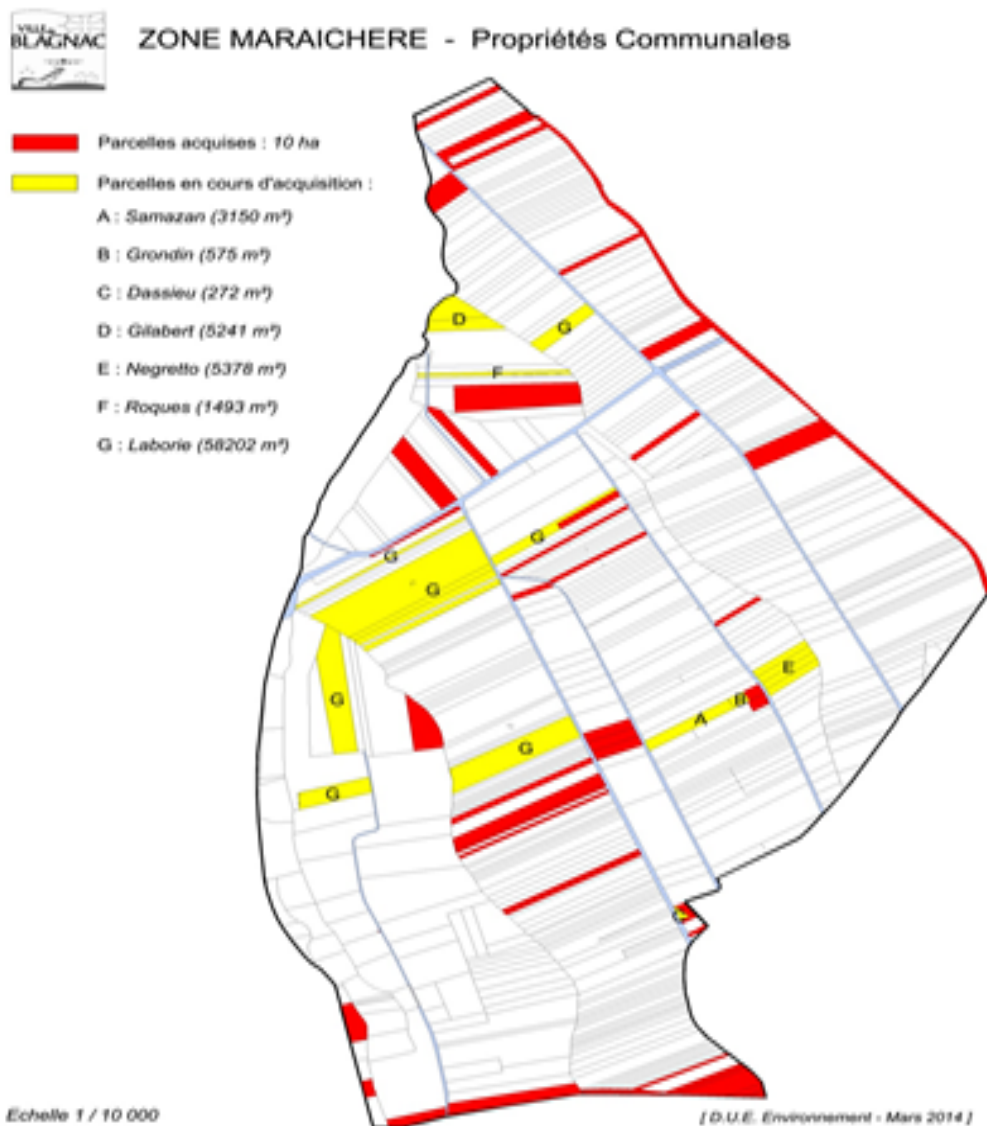 VILLE de
BLAGNAC
ZONE MARAICHERE - Propriétés Communales
Parcelles acquises : 10 ha
Parcelles en cours d'acquisition :
A : Samazan (3150 m²)
B : Grondin (575 m²)
C : Dassieu (272 m²)
D : Gilabert (5241 m²)
E : Negretto (5378 m²)
F : Roques (1493 m²)
G : Laborie (58202 m²)
D
G
F
G
G
G
E
G
B
A
G
G
C
Echelle 1 / 10 000
[ D.U.E. Environnement - Mars 2014 ]